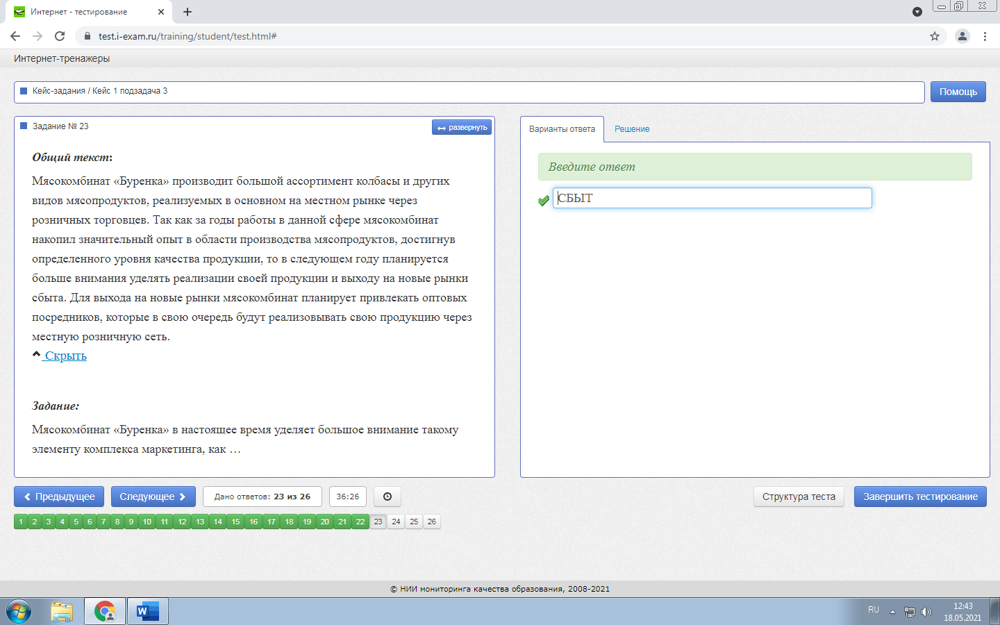 Интернет - тестирование
test.i-exam.ru/training/student/test.html#
Интернет-тренажеры
Кейс-задания / Кейс 1 подзадача 3
Помощь
Задание № 23
развернуть
Общий текст:
Мясокомбинат «Буренка» производит большой ассортимент колбасы и других
видов мясопродуктов, реализуемых в основном на местном рынке через
розничных торговцев. Так как за годы работы в данной сфере мясокомбинат
накопил значительный опыт в области производства мясопродуктов, достигнув
определенного уровня качества продукции, то в следующем году планируется
больше внимания уделять реализации своей продукции и выходу на новые рынки
сбыта. Для выхода на новые рынки мясокомбинат планирует привлекать оптовых
посредников, которые в свою очередь будут реализовывать свою продукцию через
местную розничную сеть.
Скрыть
Задание:
Мясокомбинат «Буренка» в настоящее время уделяет большое внимание такому
элементу комплекса маркетинга, как …
Варианты ответа
Решение
Введите ответ
СБЫТ
Предыдущее
Следующее
Дано ответов: 23 из 26
36:26
Структура теста
Завершить тестирование
1 2 3 4 5 6 7 8 9 10 11 12 13 14 15 16 17 18 19 20 21 22 23 24 25 26
© НИИ мониторинга качества образования, 2008-2021
RU
12:43
18.05.2021